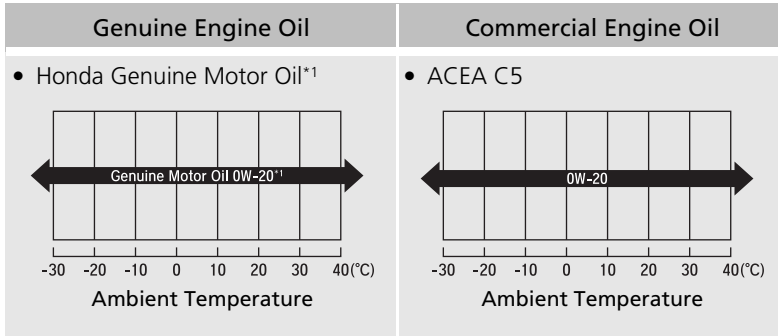 Genuine Engine Oil
Commercial Engine Oil
• Honda Genuine Motor Oil*1
Genuine Motor Oil 0W-20*1
-30 -20 -10 0 10 20 30 40(°C)
Ambient Temperature
• ACEA C5
0W-20
-30 -20 -10 0 10 20 30 40(°C)
Ambient Temperature